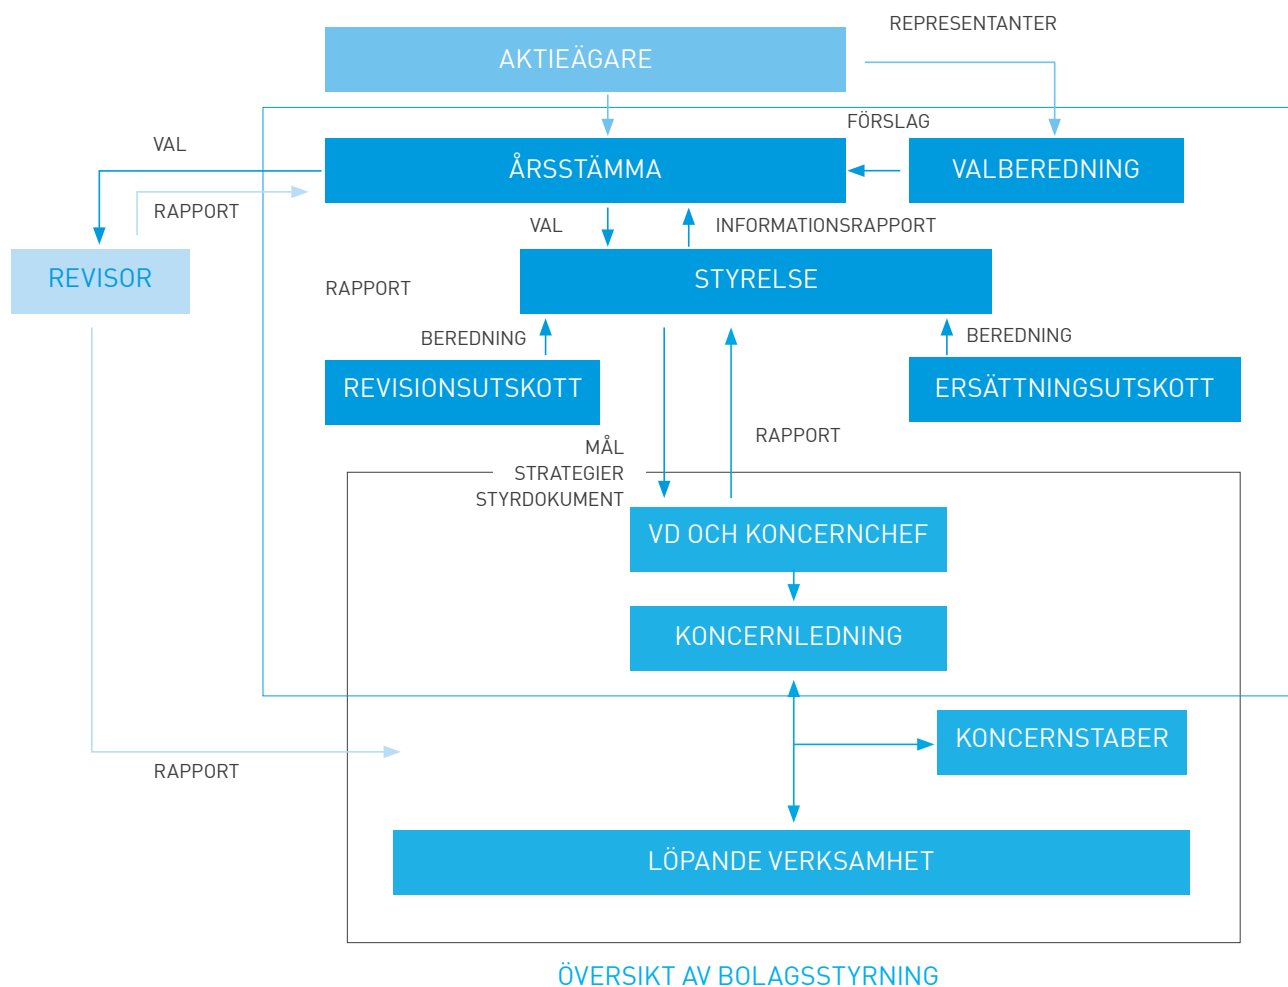 REPRESENTANTER
AKTIEÄGARE
FÖRSLAG
VAL
ÅRSSTÄMMA
VALBEREDNING
RAPPORT
VAL
INFORMATIONSRAPPORT
REVISOR
STYRELSE
RAPPORT
BEREDNING
BEREDNING
REVISIONSUTSKOTT
ERSÄTTNINGSUTSKOTT
RAPPORT
MÅL
STRATEGIER
STYRDOKUMENT
VD OCH KONCERNCHEF
KONCERNLEDNING
KONCERNSTABER
RAPPORT
LÖPANDE VERKSAMHET
ÖVERSIKT AV BOLAGSSTYRNING